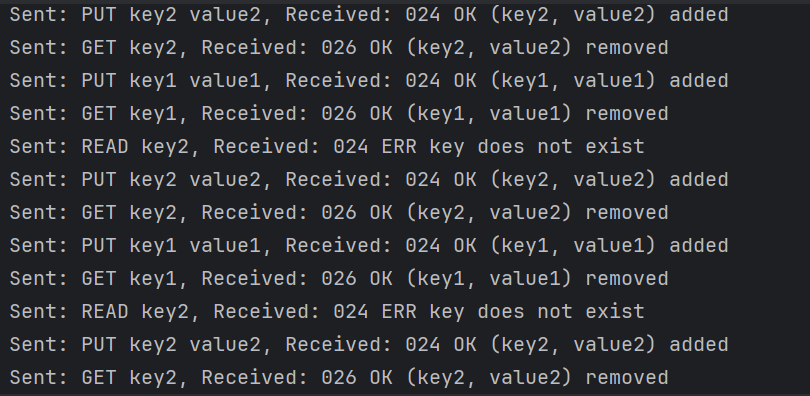 Sent: PUT key2 value2, Received: 024 OK (key2, value2) added
Sent: GET key2, Received: 026 OK (key2, value2) removed
Sent: PUT key1 value1, Received: 024 OK (key1, value1) added
Sent: GET key1, Received: 026 OK (key1, value1) removed
Sent: READ key2, Received: 024 ERR key does not exist
Sent: PUT key2 value2, Received: 024 OK (key2, value2) added
Sent: GET key2, Received: 026 OK (key2, value2) removed
Sent: PUT key1 value1, Received: 024 OK (key1, value1) added
Sent: GET key1, Received: 026 OK (key1, value1) removed
Sent: READ key2, Received: 024 ERR key does not exist
Sent: PUT key2 value2, Received: 024 OK (key2, value2) added
Sent: GET key2, Received: 026 OK (key2, value2) removed